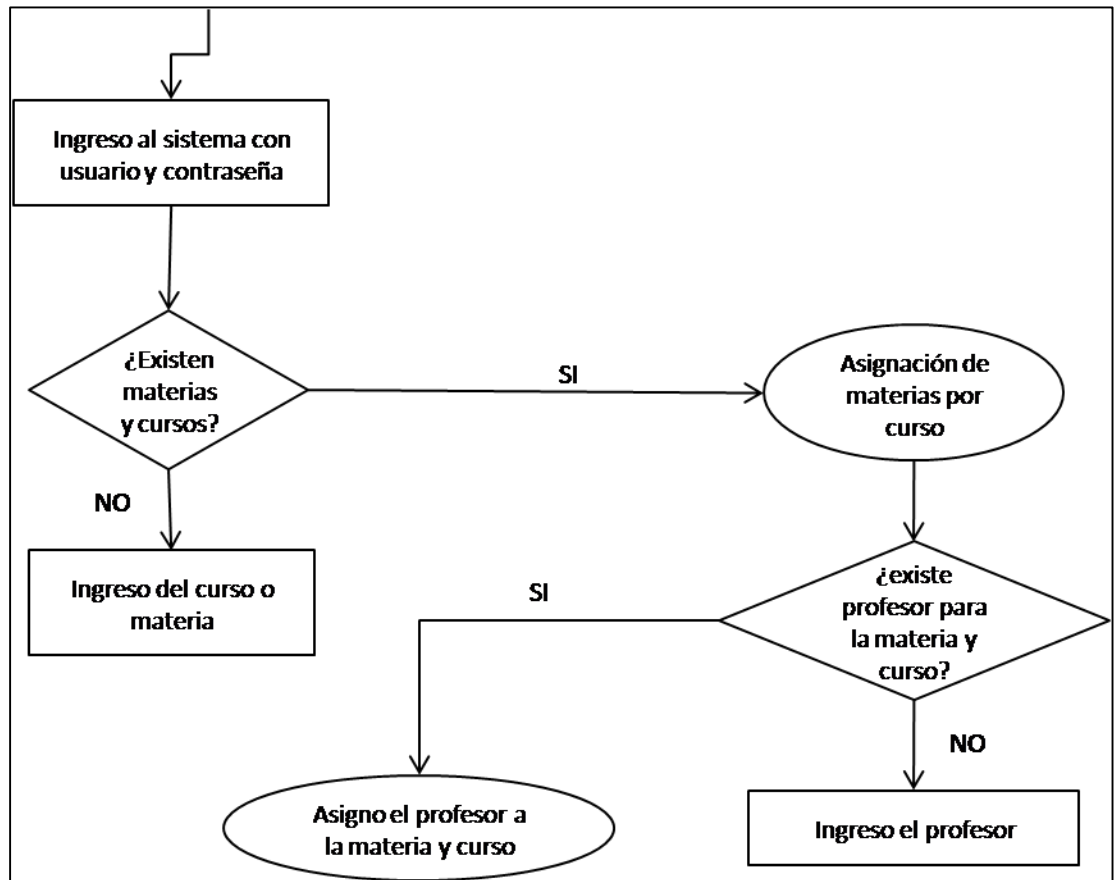 Ingreso al sistema con
usuario y contraseña
¿Existen
materias
y cursos?
SI
Asignación de
materias por
curso
NO
Ingreso del curso o
materia
SI
¿existe
profesor para
la materia y
curso?
NO
Asigno el profesor a
la materia y curso
Ingreso el profesor